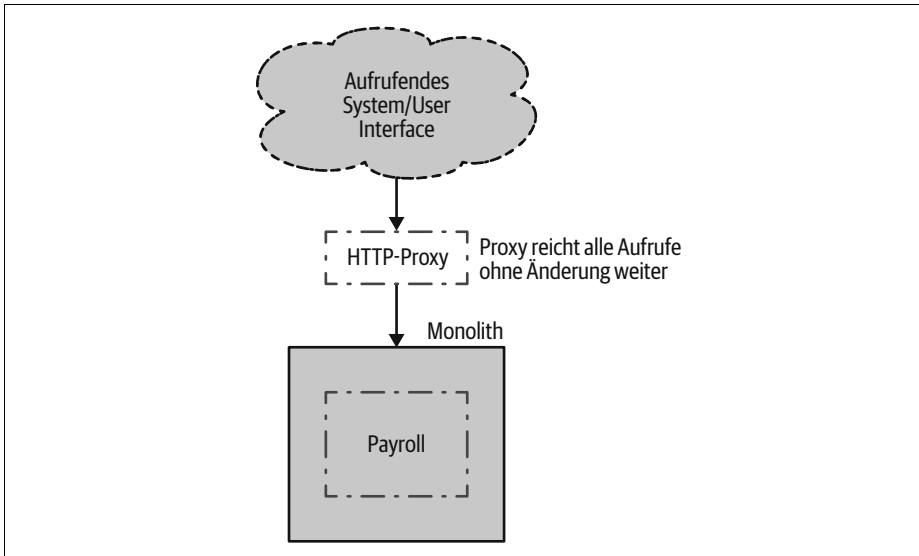 Aufrufendes
System/User
Interface
HTTP-Proxy
Proxy reicht alle Aufrufe
ohne Änderung weiter
Monolith
Payroll